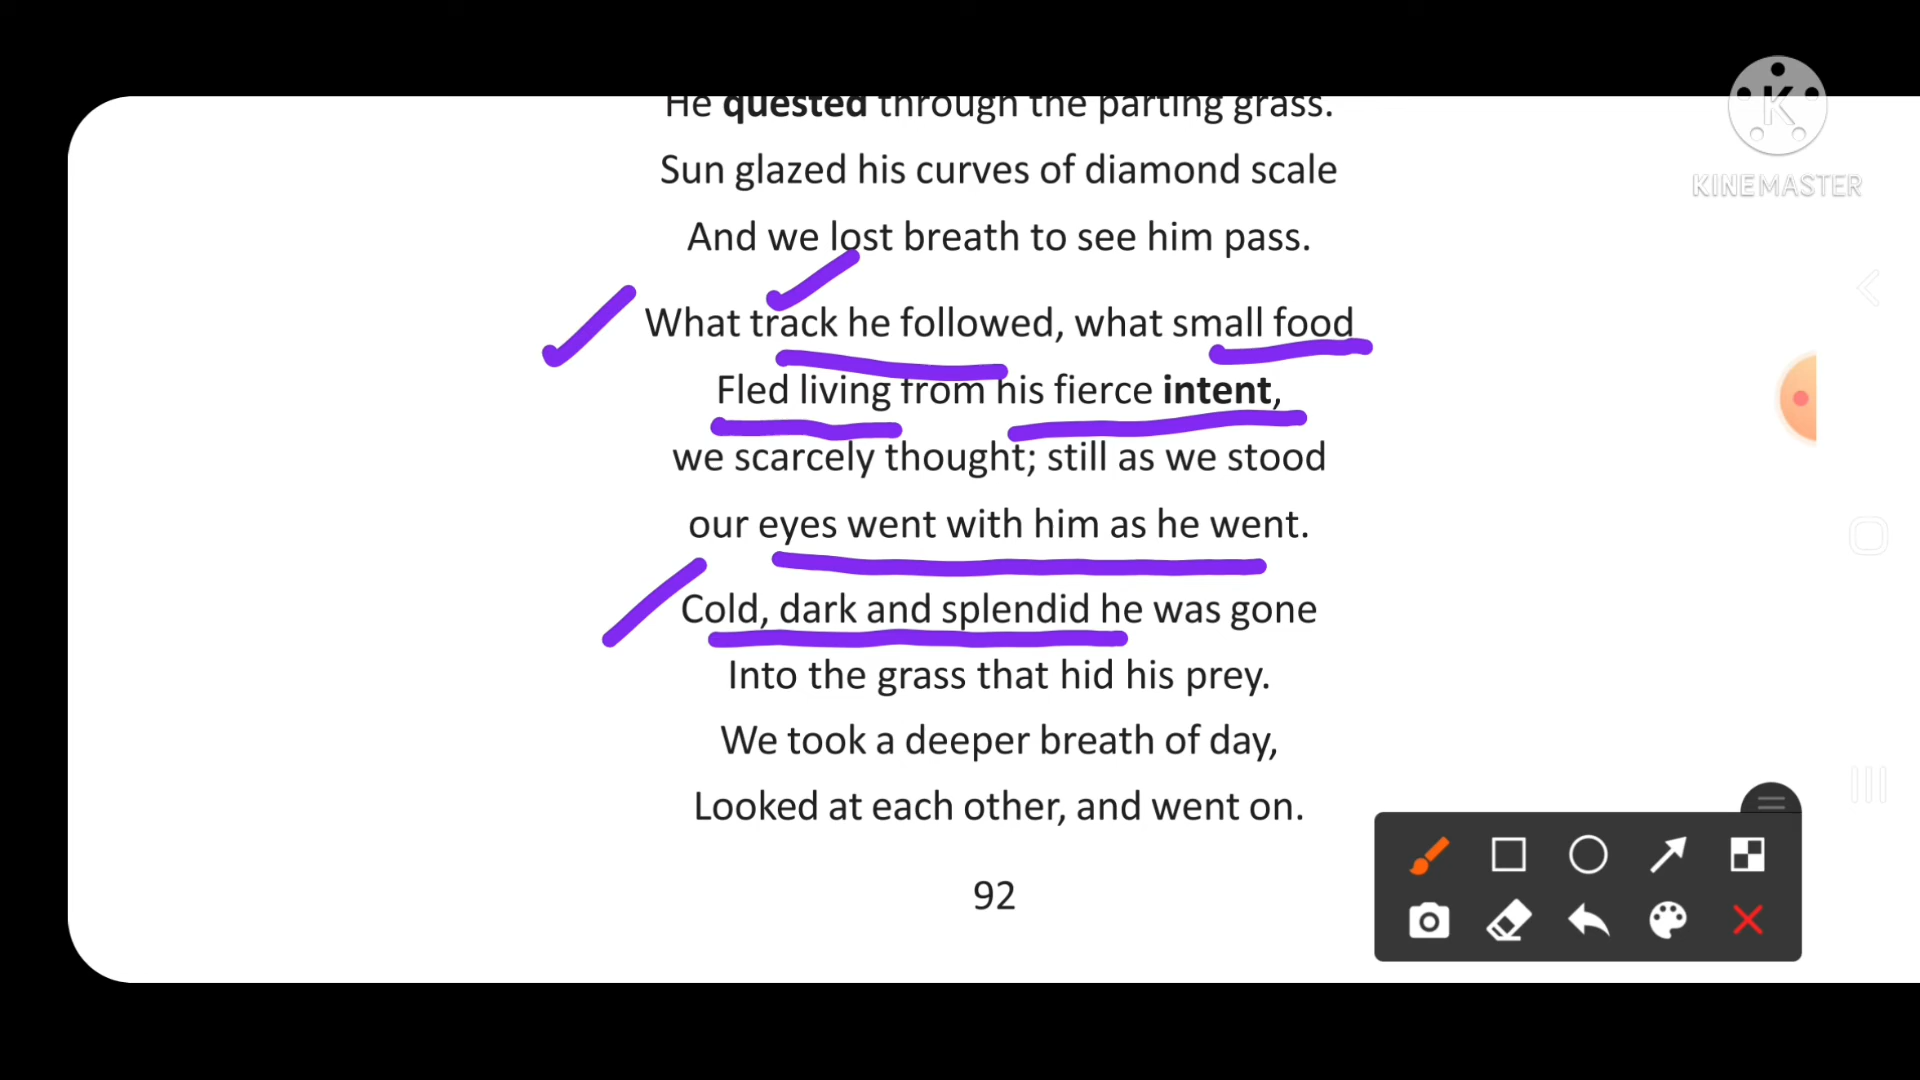 He quested through the parting grass.
Sun glazed his curves of diamond scale
And we lost breath to see him pass.
What track he followed, what small food
Fled living from his fierce intent,
we scarcely thought; still as we stood
our eyes went with him as he went.
Cold, dark and splendid he was gone
Into the grass that hid his prey.
We took a deeper breath of day,
Looked at each other, and went on.
92
K
KINEMASTER